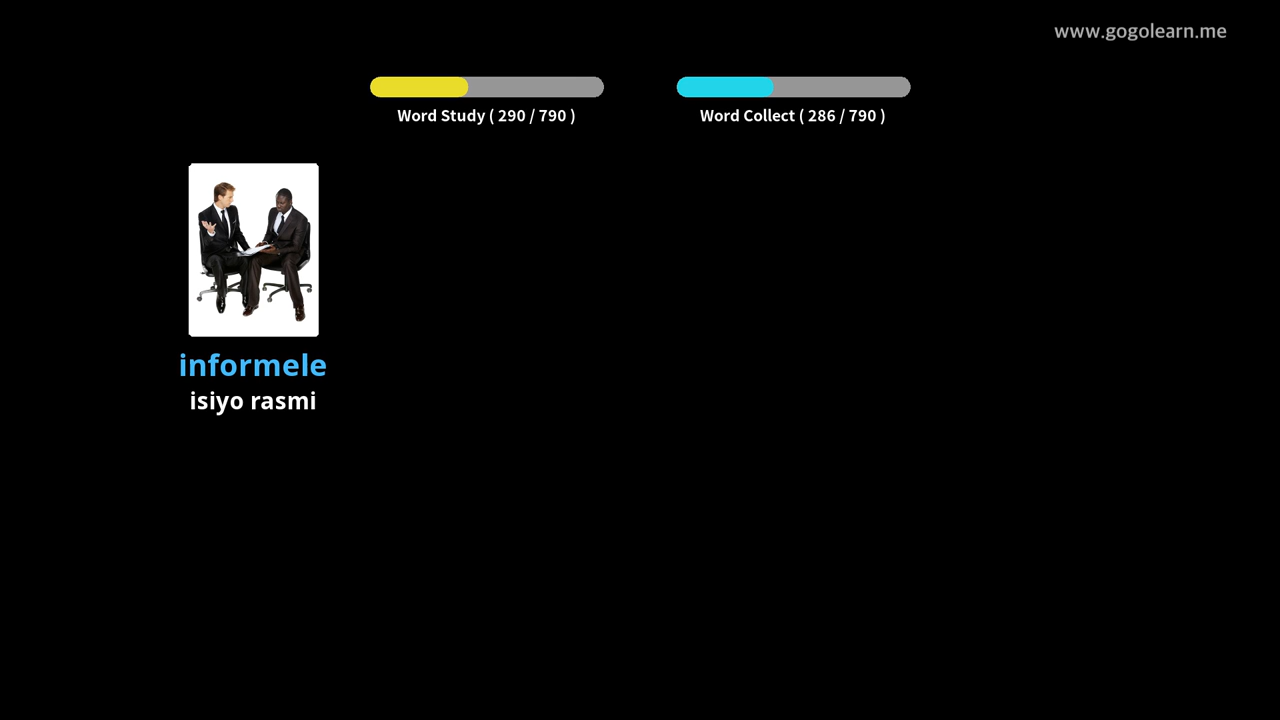 www.gogolearn.me
Word Study ( 290 / 790 )
Word Collect ( 286 / 790 )
informele
isiyo rasmi